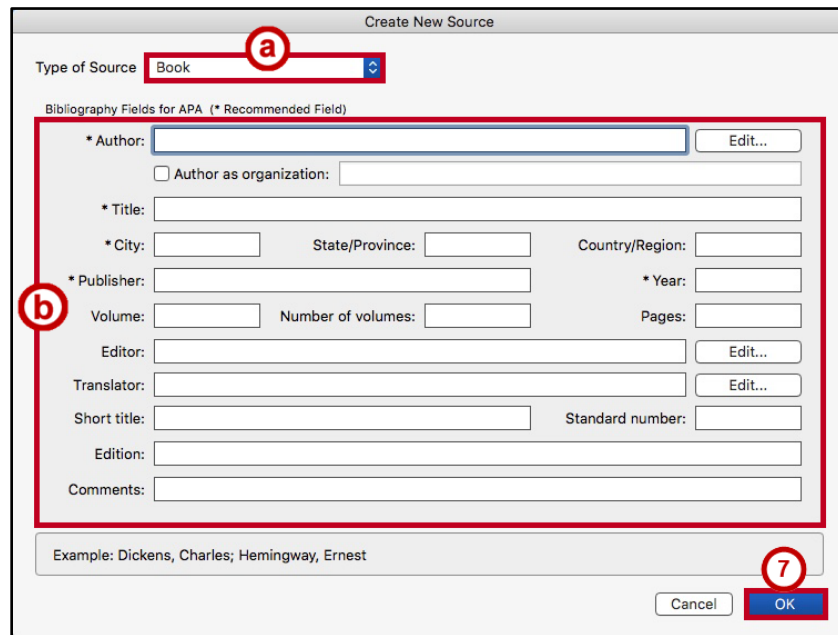 Create New Source
a
Type of Source Book
Bibliography Fields for APA (* Recommended Field)
* Author: Edit...
Author as organization:
* Title:
* City: State/Province: Country/Region:
* Publisher: * Year:
b
Volume: Number of volumes: Pages:
Editor: Edit...
Translator: Edit...
Short title: Standard number:
Edition:
Comments:
Example: Dickens, Charles; Hemingway, Ernest
7
Cancel OK